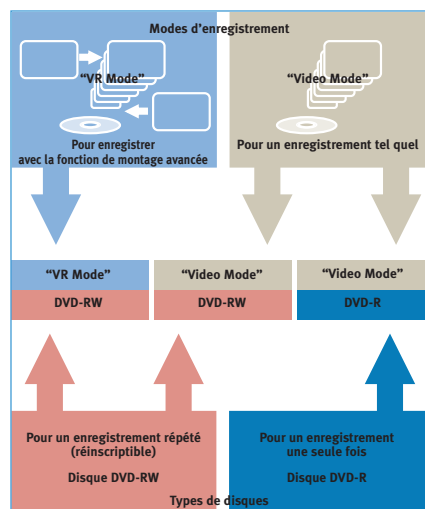 Modes d'enregistrement
“VR Mode”
“Video Mode”
Pour enregistrer
avec la fonction de montage avancée
Pour un enregistrement tel quel
“VR Mode”
“Video Mode”
“Video Mode”
DVD-RW
DVD-RW
DVD-R
Pour un enregistrement répété
(réinscriptible)
Disque DVD-RW
Pour un enregistrement
une seule fois
Disque DVD-R
Types de disques